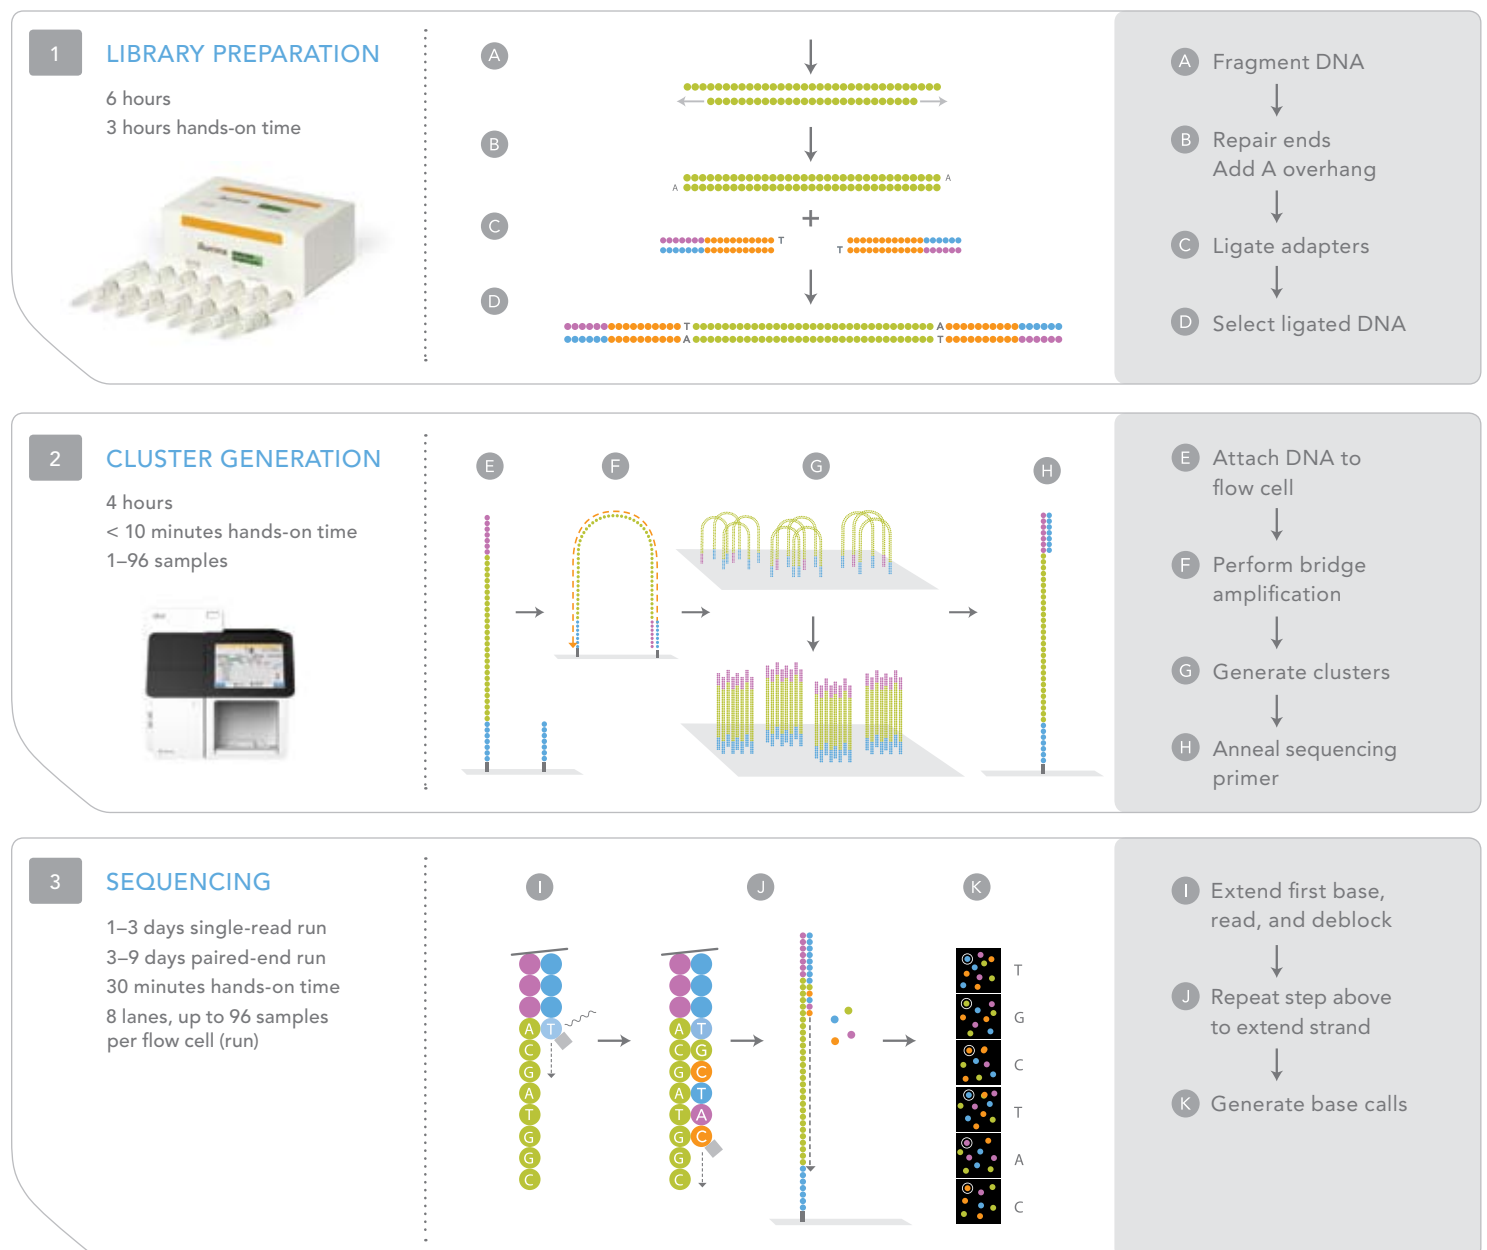 1
LIBRARY PREPARATION
6 hours
3 hours hands-on time
A
B
A
A
C
T
T
D
T
A
A
T
A Fragment DNA
B Repair ends
Add A overhang
C Ligate adapters
D Select ligated DNA
2
CLUSTER GENERATION
4 hours
< 10 minutes hands-on time
1–96 samples
E
F
G
H
E Attach DNA to
flow cell
F Perform bridge
amplification
G Generate clusters
H Anneal sequencing
primer
3
SEQUENCING
1–3 days single-read run
3–9 days paired-end run
30 minutes hands-on time
8 lanes, up to 96 samples
per flow cell (run)
I
A T
C
G
A
T
G
G
C
J
A T
C G
G C
A T
T A
G C
G
C
K
T
G
C
T
A
C
I Extend first base,
read, and deblock
J Repeat step above
to extend strand
K Generate base calls